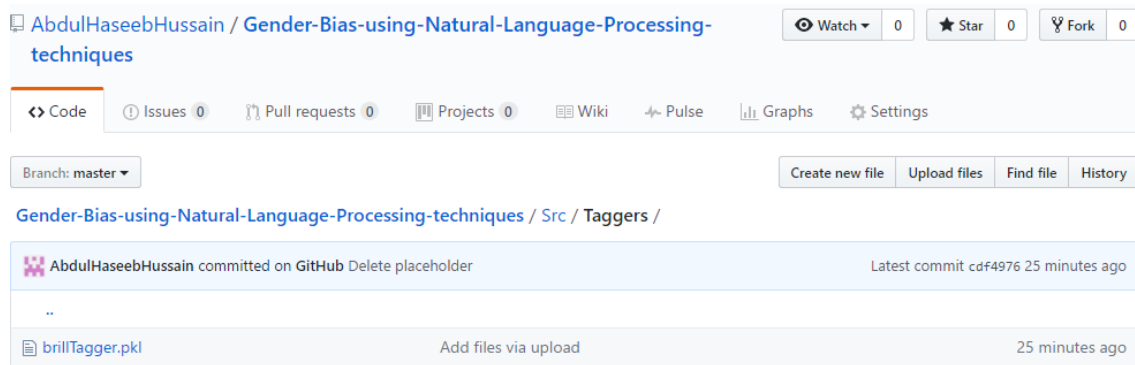 AbdulHaseebHussain / Gender-Bias-using-Natural-Language-Processing-techniques
Watch 0 Star 0 Fork 0
Code Issues 0 Pull requests 0 Projects 0 Wiki Pulse Graphs Settings
Branch: master Create new file Upload files Find file History
Gender-Bias-using-Natural-Language-Processing-techniques / Src / Taggers /
AbdulHaseebHussain committed on GitHub Delete placeholder Latest commit cdf4976 25 minutes ago
..
brillTagger.pkl Add files via upload 25 minutes ago